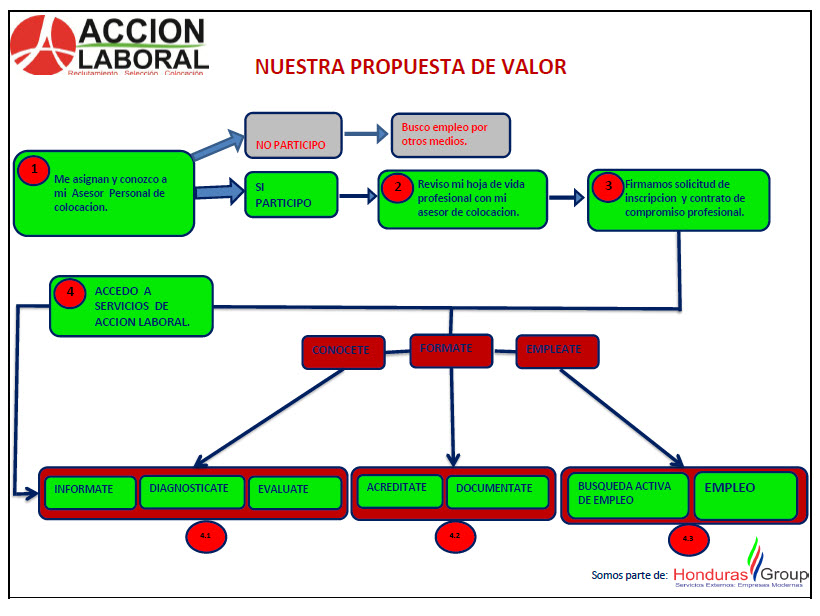 ACCION
LABORAL
Reclutamiento. Selección. Colocación.
NUESTRA PROPUESTA DE VALOR
NO PARTICIPO
Busco empleo por
otros medios.
1
Me asignan y conozco a
mi Asesor Personal de
colocacion.
SI
PARTICIPO
2
Reviso mi hoja de vida
profesional con mi
asesor de colocacion.
3
Firmamos solicitud de
inscripcion y contrato de
compromiso profesional.
4
ACCEDO A
SERVICIOS DE
ACCION LABORAL.
CONOCETE
FORMATE
EMPLEATE
INFORMATE
DIAGNOSTICATE
EVALUATE
ACREDITATE
DOCUMENTATE
BUSQUEDA ACTIVA
DE EMPLEO
EMPLEO
4.1
4.2
4.3
Somos parte de:
Honduras Group
Servicios Externos: Empresas Modernas